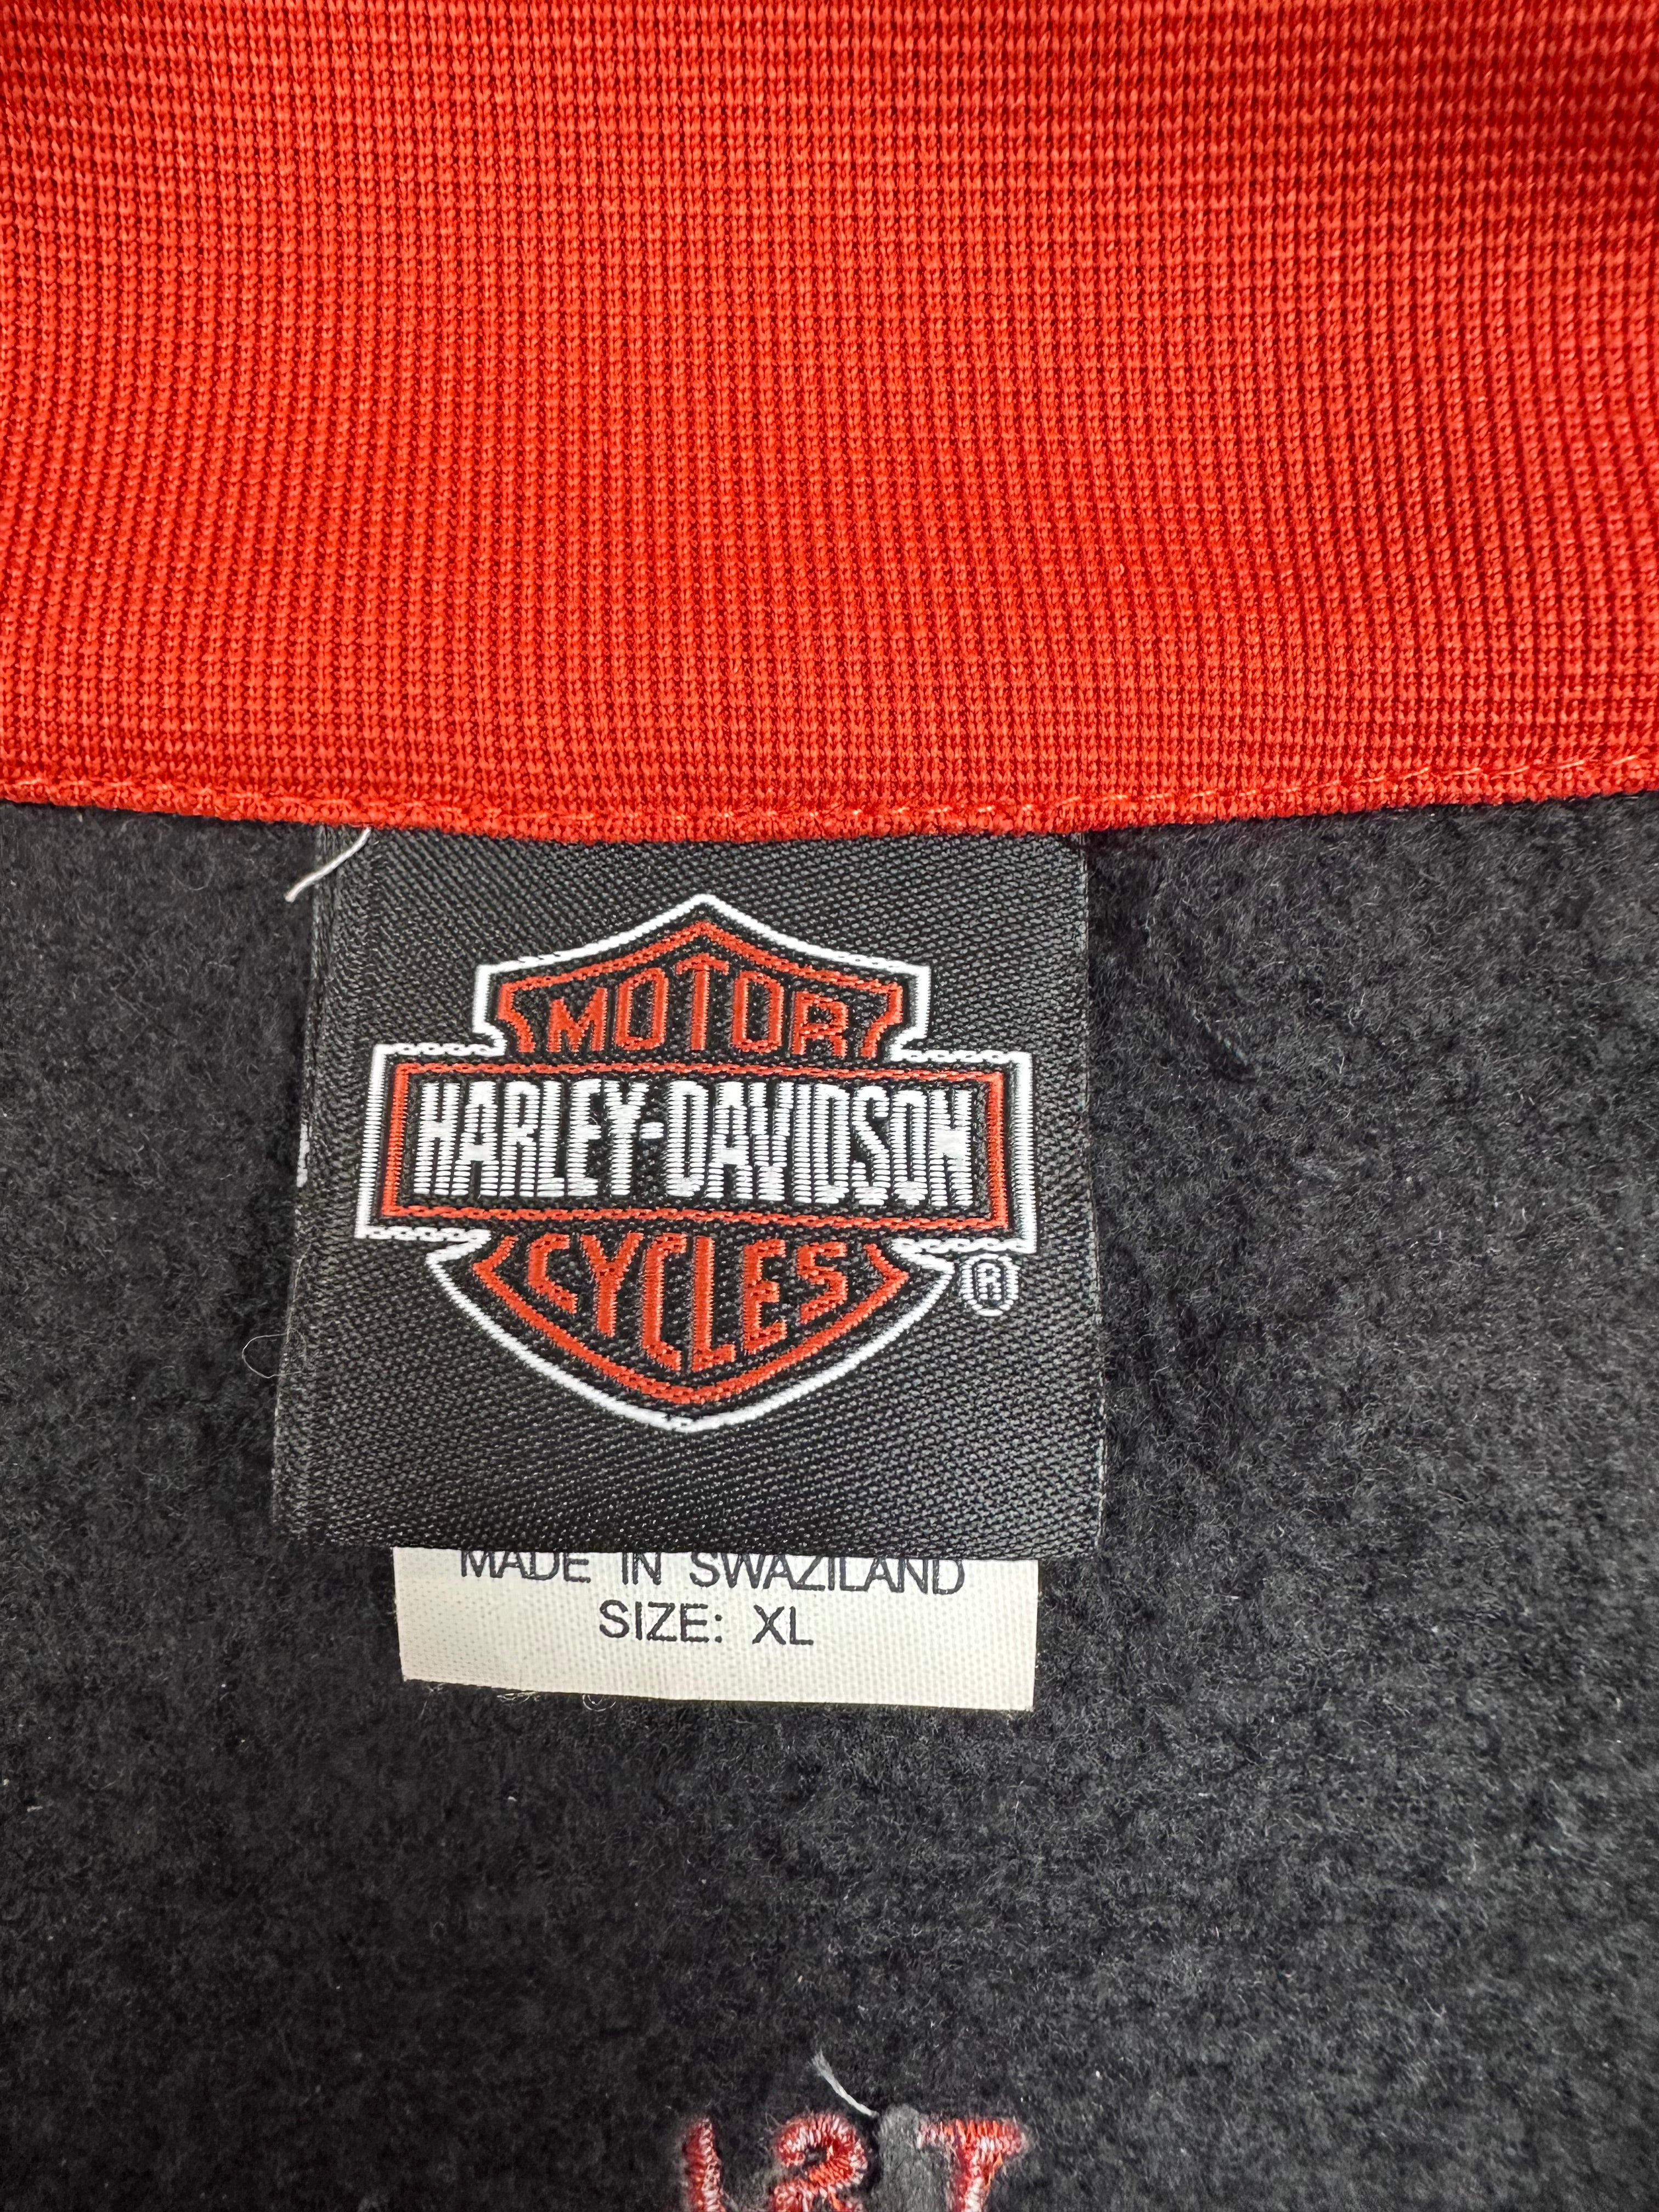 MOTOR
HARLEY-DAVIDSON
CYCLES
®
MADE IN SWAZILAND
SIZE: XL